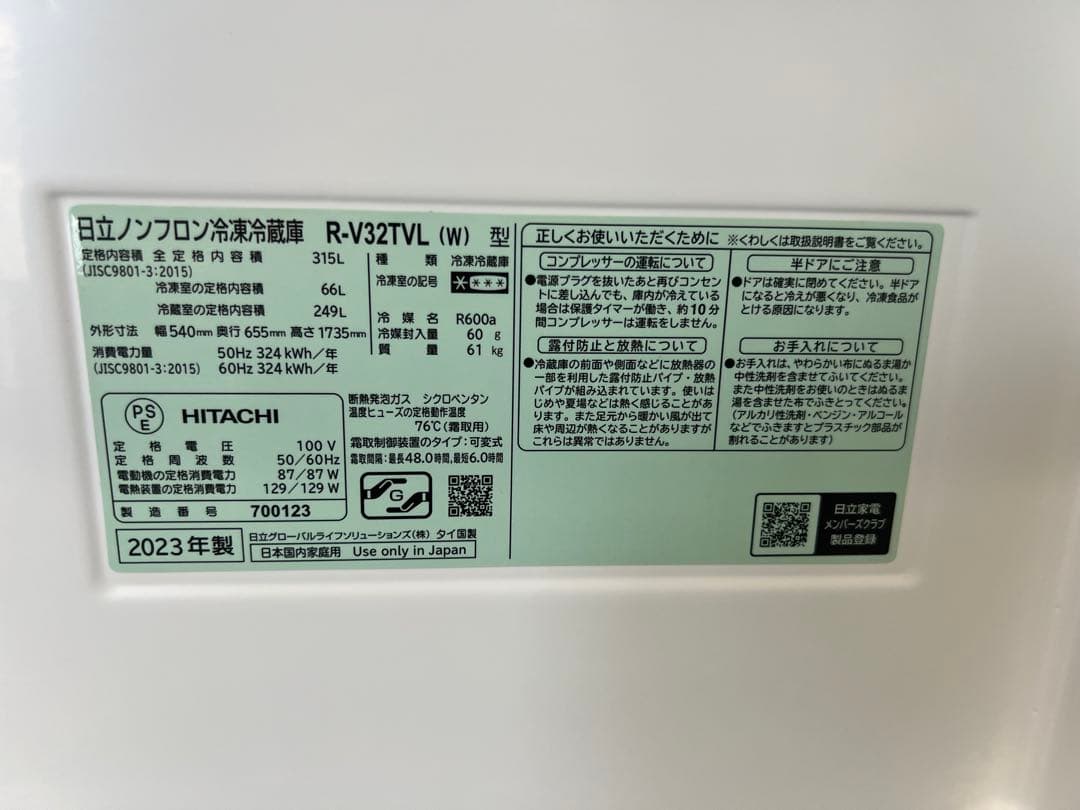 日立ノンフロン冷凍冷蔵庫 R-V32TVL (W) 型
定格内容積 全定格内容積 315L
(JISC9801-3:2015)
冷凍室の定格内容積 66L
冷蔵室の定格内容積 249L
外形寸法 幅540mm 奥行655mm 高さ1735mm
消費電力量 50Hz 324 kWh/年
(JISC9801-3:2015) 60Hz 324 kWh/年
種類 冷凍冷蔵庫
冷凍室の記号 ＊＊＊＊
冷媒名 R600a
冷媒封入量 60 g
質量 61 kg
PS
E
HITACHI
定格電圧 100V
定格周波数 50/60Hz
電動機の定格消費電力 87/87W
電熱装置の定格消費電力 129/129W
製造番号 700123
断熱発泡ガス シクロペンタン
温度ヒューズの定格動作温度
76℃(霜取用)
霜取制御装置のタイプ:可変式
霜取間隔:最長48.0時間,最短6.0時間
G
2023年製
日立グローバルライフソリューションズ(株) タイ国製
日本国内家庭用 Use only in Japan
正しくお使いいただくために ※くわしくは取扱説明書をご覧ください。
コンプレッサーの運転について
●電源プラグを抜いたあと再びコンセン
トに差し込んでも、庫内が冷えている
場合は保護タイマーが働き、約10分
間コンプレッサーは運転をしません。
露付防止と放熱について
●冷蔵庫の前面や側面などに放熱器の
一部を利用した露付防止パイプ・放熱
パイプが組み込まれています。使いは
じめや夏場などは熱く感じることがあ
ります。また足元から暖かい風が出て
床や周辺が熱くなることがありますが
これらは異常ではありません。
半ドアにご注意
●ドアは確実に閉めてください。半ドア
になると冷えが悪くなり、冷凍食品が
とける原因になります。
お手入れについて
●お手入れは、やわらかい布にぬるま湯か
中性洗剤を含ませてふいてください。
また中性洗剤をお使いのときはぬるま
湯を含ませた布でふきとってください。
(アルカリ性洗剤・ベンジン・アルコール
などでふきますとプラスチック部品が
割れることがあります)
日立家電
メンバーズクラブ
製品登録